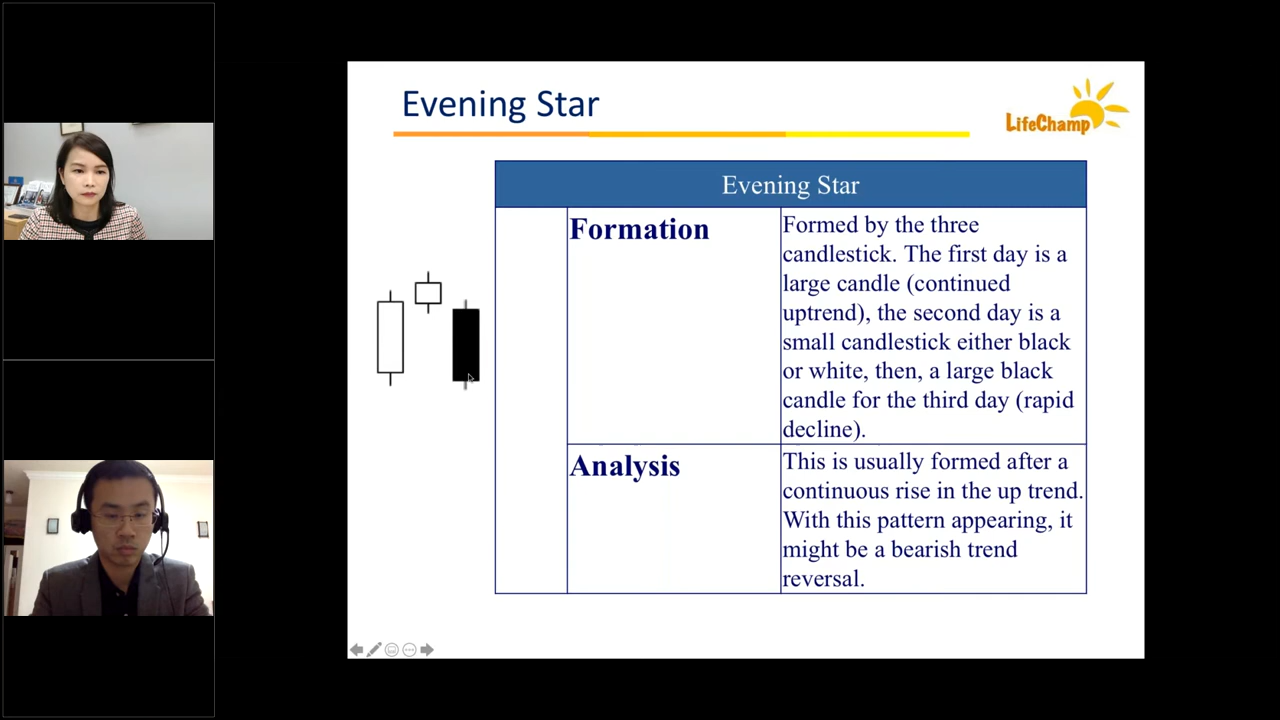 Evening Star
LifeChamp
Evening Star
Formation
Formed by the three
candlestick. The first day is a
large candle (continued
uptrend), the second day is a
small candlestick either black
or white, then, a large black
candle for the third day (rapid
decline).
Analysis
This is usually formed after a
continuous rise in the up trend.
With this pattern appearing, it
might be a bearish trend
reversal.